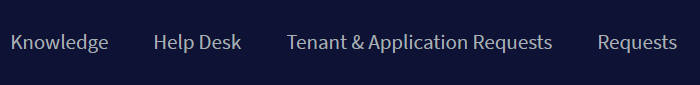 Knowledge Help Desk Tenant & Application Requests Requests